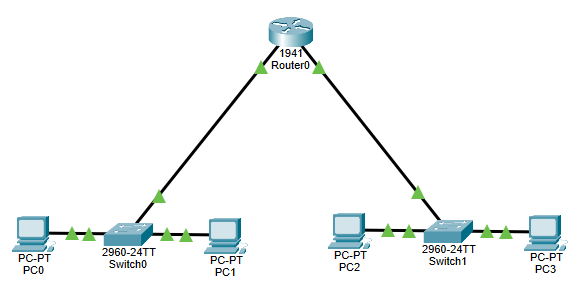 1941
Router0
PC-PT
PC0
2960-24TT
Switch0
PC-PT
PC1
PC-PT
PC2
2960-24TT
Switch1
PC-PT
PC3